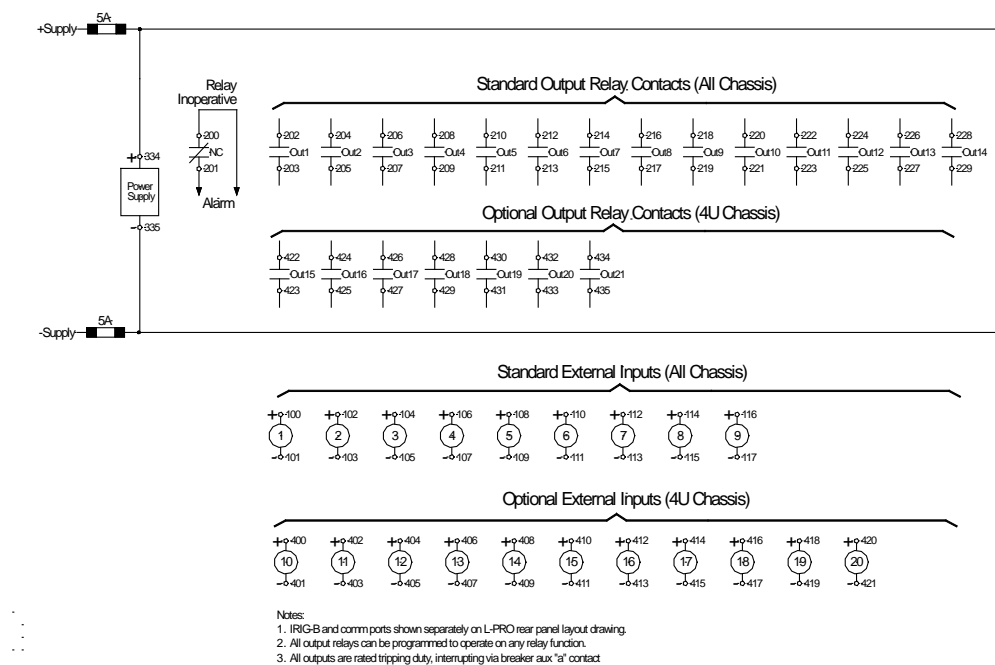 5A
+Supply
Relay
Inoperative
Standard Output Relay Contacts (All Chassis)
200 202 204 206 208 210 212 214 216 218 220 222 224 226 228
NC Out1 Out2 Out3 Out4 Out5 Out6 Out7 Out8 Out9 Out10 Out11 Out12 Out13 Out14
201 203 205 207 209 211 213 215 217 219 221 223 225 227 229
+ 334
Power
Supply
- 335
Alarm
Optional Output Relay Contacts (4U Chassis)
422 424 426 428 430 432 434
Out15 Out16 Out17 Out18 Out19 Out20 Out21
423 425 427 429 431 433 435
5A
-Supply
Standard External Inputs (All Chassis)
+ 100 + 102 + 104 + 106 + 108 + 110 + 112 + 114 + 116
1 2 3 4 5 6 7 8 9
- 101 - 103 - 105 - 107 - 109 - 111 - 113 - 115 - 117
Optional External Inputs (4U Chassis)
+ 400 + 402 + 404 + 406 + 408 + 410 + 412 + 414 + 416 + 418 + 420
10 11 12 13 14 15 16 17 18 19 20
- 401 - 403 - 405 - 407 - 409 - 411 - 413 - 415 - 417 - 419 - 421
Notes:
1. IRIG-B and comm ports shown separately on L-PRO rear panel layout drawing.
2. All output relays can be programmed to operate on any relay function.
3. All outputs are rated tripping duty, interrupting via breaker aux "a" contact